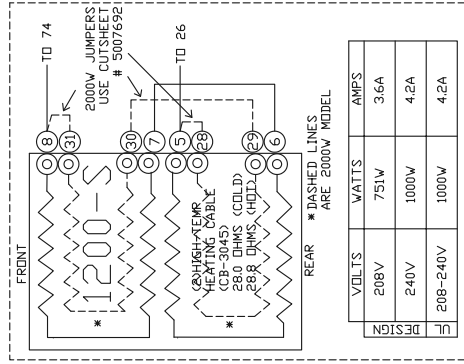 FRONT
1200-S
(2)HIGH TEMP
HEATING CABLE
(CB-3045)
28.0 OHMS (COLD)
28.8 OHMS (HOT)
REAR
*
*
8
31
30
7
5
28
29
6
TO 74
2000W JUMPERS
USE CUTSHEET
# 5007692
TO 26
* DASHED LINES
ARE 2000W MODEL
VOLTS WATTS AMPS
DESIGN 208V 751W 3.6A
240V 1000W 4.2A
UL 208-240V 1000W 4.2A